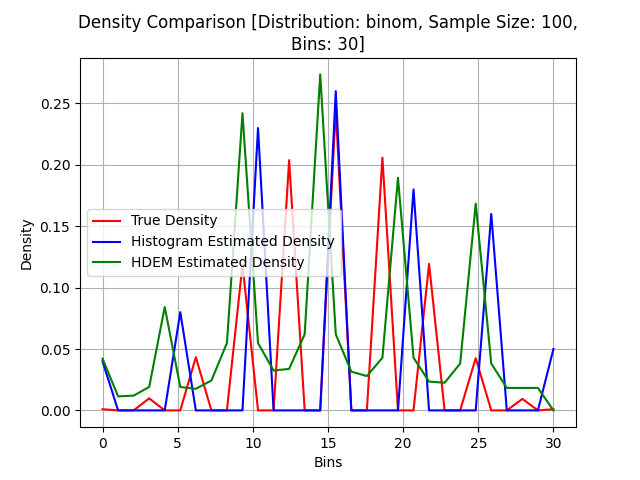 Density Comparison [Distribution: binom, Sample Size: 100,
Bins: 30]
Density
0.25
0.20
0.15
0.10
0.05
0.00
True Density
Histogram Estimated Density
HDEM Estimated Density
0 5 10 15 20 25 30
Bins